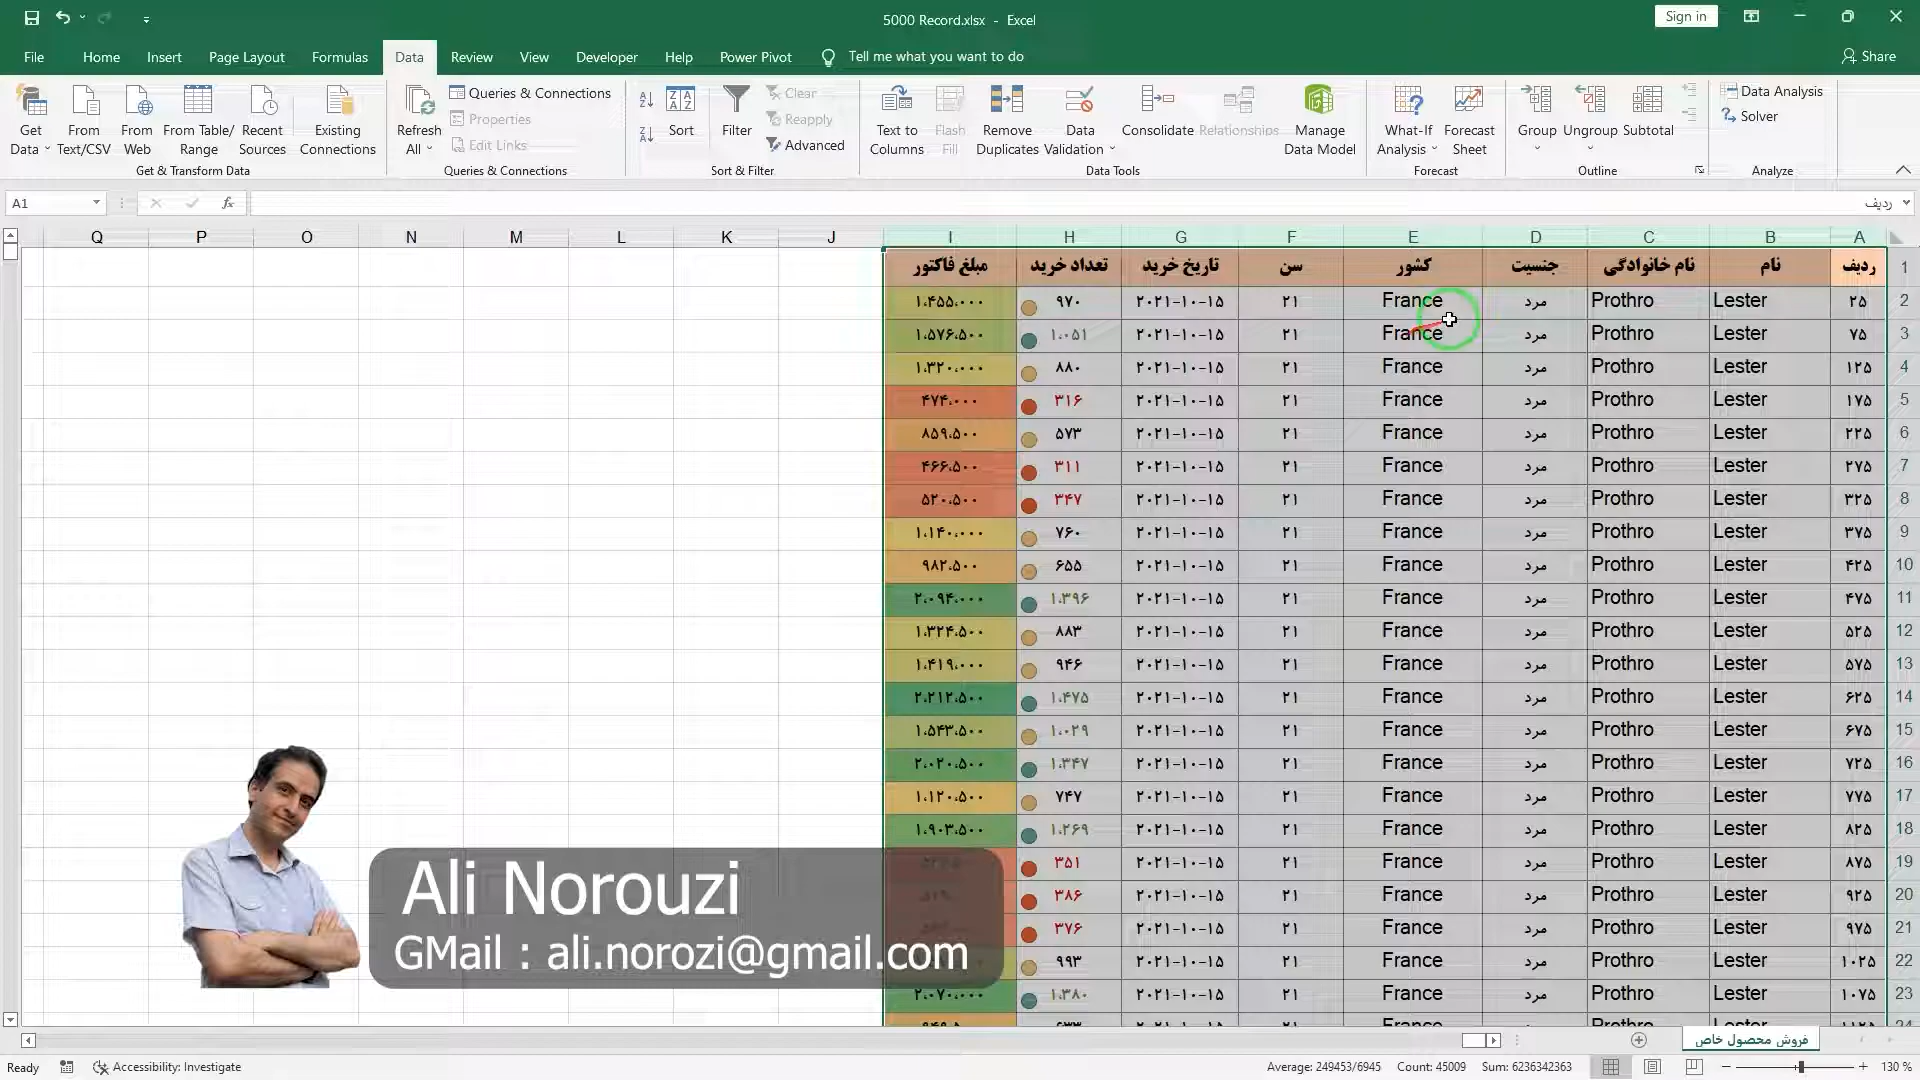 5000 Record.xlsx - Excel
Sign in
File Home Insert Page Layout Formulas Data Review View Developer Help Power Pivot Tell me what you want to do Share
Get Data From Text/CSV From Web From Table/ Range Recent Sources Existing Connections
Get & Transform Data
Refresh All Queries & Connections Properties Edit Links
Queries & Connections
Sort Filter Clear Reapply Advanced
Sort & Filter
Text to Columns Flash Fill Remove Duplicates Data Validation Consolidate Relationships Manage Data Model
Data Tools
What-If Analysis Forecast Sheet
Forecast
Group Ungroup Subtotal
Outline
Data Analysis Solver
Analyze
A1 fx ردیف
Q P O N M L K J I H G F E D C B A
ردیف نام نام خانوادگی جنسیت کشور سن تاریخ خرید تعداد خرید مبلغ فاکتور 1
۲۵ Lester Prothro مرد France ۲۱ ۲۰۲۱-۱۰-۱۵ ۹۷۰ ۱،۴۵۵،۰۰۰ 2
۷۵ Lester Prothro مرد France ۲۱ ۲۰۲۱-۱۰-۱۵ ۱،۰۵۱ ۱،۵۷۶،۵۰۰ 3
۱۲۵ Lester Prothro مرد France ۲۱ ۲۰۲۱-۱۰-۱۵ ۸۸۰ ۱،۳۲۰،۰۰۰ 4
۱۷۵ Lester Prothro مرد France ۲۱ ۲۰۲۱-۱۰-۱۵ ۳۱۶ ۴۷۴،۰۰۰ 5
۲۲۵ Lester Prothro مرد France ۲۱ ۲۰۲۱-۱۰-۱۵ ۵۷۳ ۸۵۹،۵۰۰ 6
۲۷۵ Lester Prothro مرد France ۲۱ ۲۰۲۱-۱۰-۱۵ ۳۱۱ ۴۶۶،۵۰۰ 7
۳۲۵ Lester Prothro مرد France ۲۱ ۲۰۲۱-۱۰-۱۵ ۳۴۷ ۵۲۰،۵۰۰ 8
۳۷۵ Lester Prothro مرد France ۲۱ ۲۰۲۱-۱۰-۱۵ ۷۶۰ ۱،۱۴۰،۰۰۰ 9
۴۲۵ Lester Prothro مرد France ۲۱ ۲۰۲۱-۱۰-۱۵ ۶۵۵ ۹۸۲،۵۰۰ 10
۴۷۵ Lester Prothro مرد France ۲۱ ۲۰۲۱-۱۰-۱۵ ۱،۳۹۶ ۲،۰۹۴،۰۰۰ 11
۵۲۵ Lester Prothro مرد France ۲۱ ۲۰۲۱-۱۰-۱۵ ۸۸۳ ۱،۳۲۴،۵۰۰ 12
۵۷۵ Lester Prothro مرد France ۲۱ ۲۰۲۱-۱۰-۱۵ ۹۴۶ ۱،۴۱۹،۰۰۰ 13
۶۲۵ Lester Prothro مرد France ۲۱ ۲۰۲۱-۱۰-۱۵ ۱،۴۷۵ ۲،۲۱۲،۵۰۰ 14
۶۷۵ Lester Prothro مرد France ۲۱ ۲۰۲۱-۱۰-۱۵ ۱،۰۲۹ ۱،۵۴۳،۵۰۰ 15
۷۲۵ Lester Prothro مرد France ۲۱ ۲۰۲۱-۱۰-۱۵ ۱،۳۴۷ ۲،۰۲۰،۵۰۰ 16
۷۷۵ Lester Prothro مرد France ۲۱ ۲۰۲۱-۱۰-۱۵ ۷۴۷ ۱،۱۲۰،۵۰۰ 17
۸۲۵ Lester Prothro مرد France ۲۱ ۲۰۲۱-۱۰-۱۵ ۱،۲۶۹ ۱،۹۰۳،۵۰۰ 18
۸۷۵ Lester Prothro مرد France ۲۱ ۲۰۲۱-۱۰-۱۵ ۳۵۱ 19
۹۲۵ Lester Prothro مرد France ۲۱ ۲۰۲۱-۱۰-۱۵ ۳۸۶ 20
۹۷۵ Lester Prothro مرد France ۲۱ ۲۰۲۱-۱۰-۱۵ ۳۷۶ 21
۱۰۲۵ Lester Prothro مرد France ۲۱ ۲۰۲۱-۱۰-۱۵ ۹۹۳ 22
۱۰۷۵ Lester Prothro مرد France ۲۱ ۲۰۲۱-۱۰-۱۵ ۱،۳۸۰ ۲،۰۷۰،۰۰۰ 23
Ali Norouzi
GMail : ali.norozi@gmail.com
فروش محصول خاص
Ready Accessibility: Investigate Average: 249453/6945 Count: 45009 Sum: 6236342363 130 %